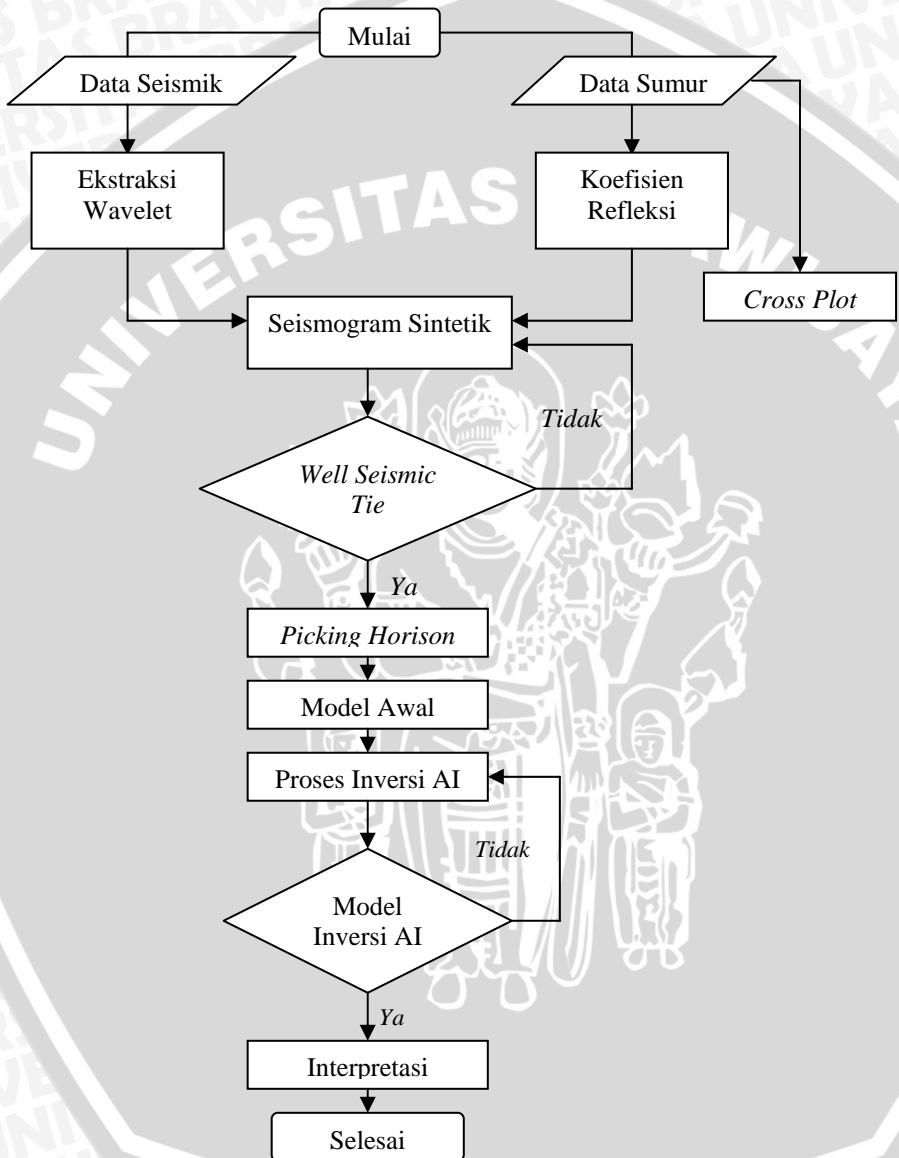 Mulai
Data Seismik
Data Sumur
Ekstraksi
Wavelet
Koefisien
Refleksi
UNIVERSITAS
Cross Plot
Seismogram Sintetik
Tidak
Well Seismic
Tie
Ya
Picking Horison
Model Awal
Proses Inversi AI
Tidak
Model
Inversi AI
Ya
Interpretasi
Selesai